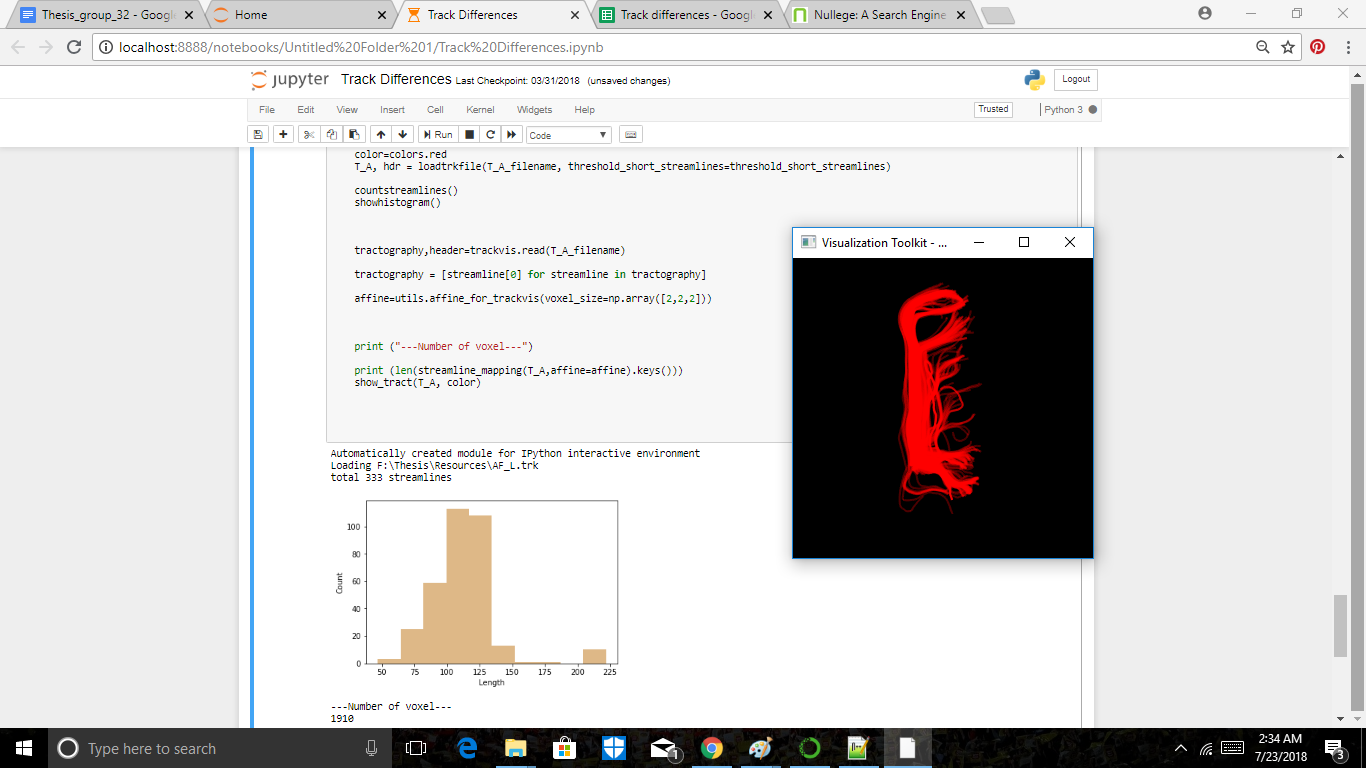 Thesis_group_32 - Google
Home
Track Differences
Track differences - Google
Nullege: A Search Engine
localhost:8888/notebooks/Untitled%20Folder%201/Track%20Differences.ipynb
jupyter Track Differences Last Checkpoint: 03/31/2018 (unsaved changes)
Logout
File Edit View Insert Cell Kernel Widgets Help
Trusted
Python 3
Run
Code
color=colors.red
T_A, hdr = loadtrkfile(T_A_filename, threshold_short_streamlines=threshold_short_streamlines)
countstreamlines()
showhistogram()
tractography,header=trackvis.read(T_A_filename)
tractography = [streamline[0] for streamline in tractography]
affine=utils.affine_for_trackvis(voxel_size=np.array([2,2,2]))
print ("---Number of voxel---")
print (len(streamline_mapping(T_A,affine=affine).keys()))
show_tract(T_A, color)
Visualization Toolkit - ...
Automatically created module for IPython interactive environment
Loading F:\Thesis\Resources\AF_L.trk
total 333 streamlines
100
80
60
40
20
0
Count
50 75 100 125 150 175 200 225
Length
---Number of voxel---
1910
Type here to search
1
2:34 AM
7/23/2018
3